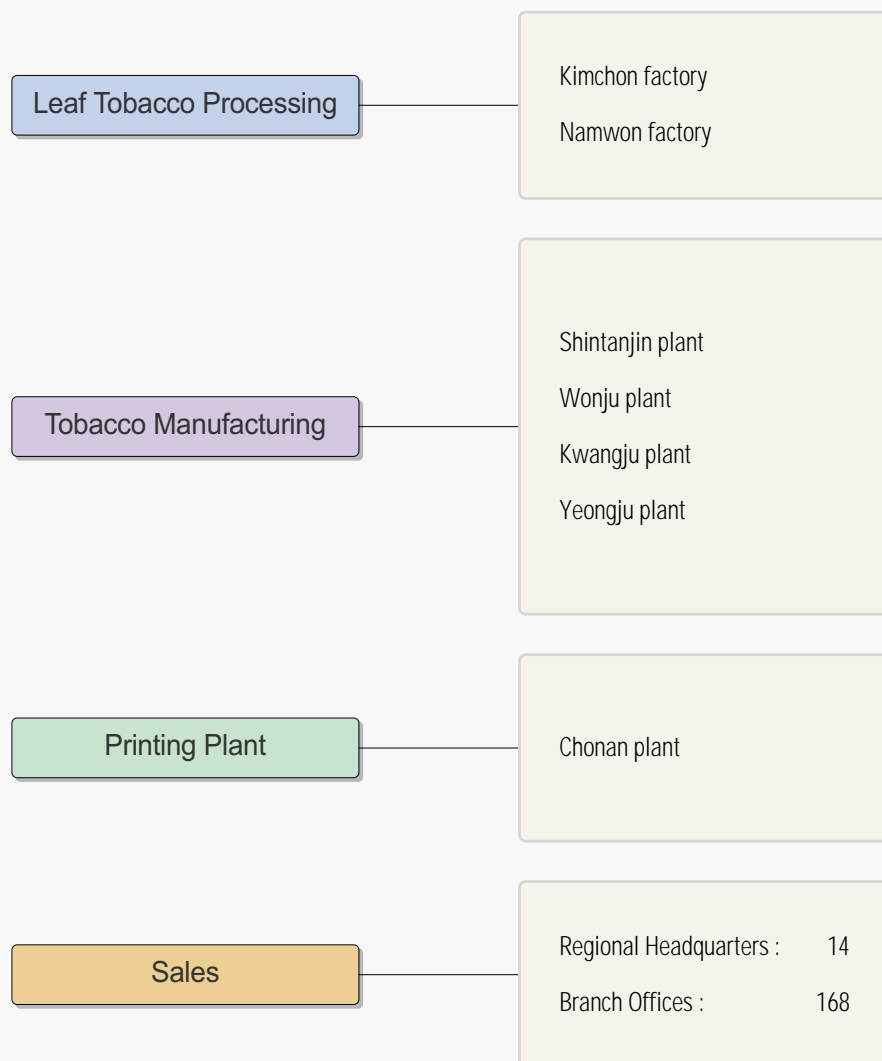 Leaf Tobacco Processing
Kimchon factory
Namwon factory
Tobacco Manufacturing
Shintanjin plant
Wonju plant
Kwangju plant
Yeongju plant
Printing Plant
Chonan plant
Sales
Regional Headquarters : 14
Branch Offices : 168